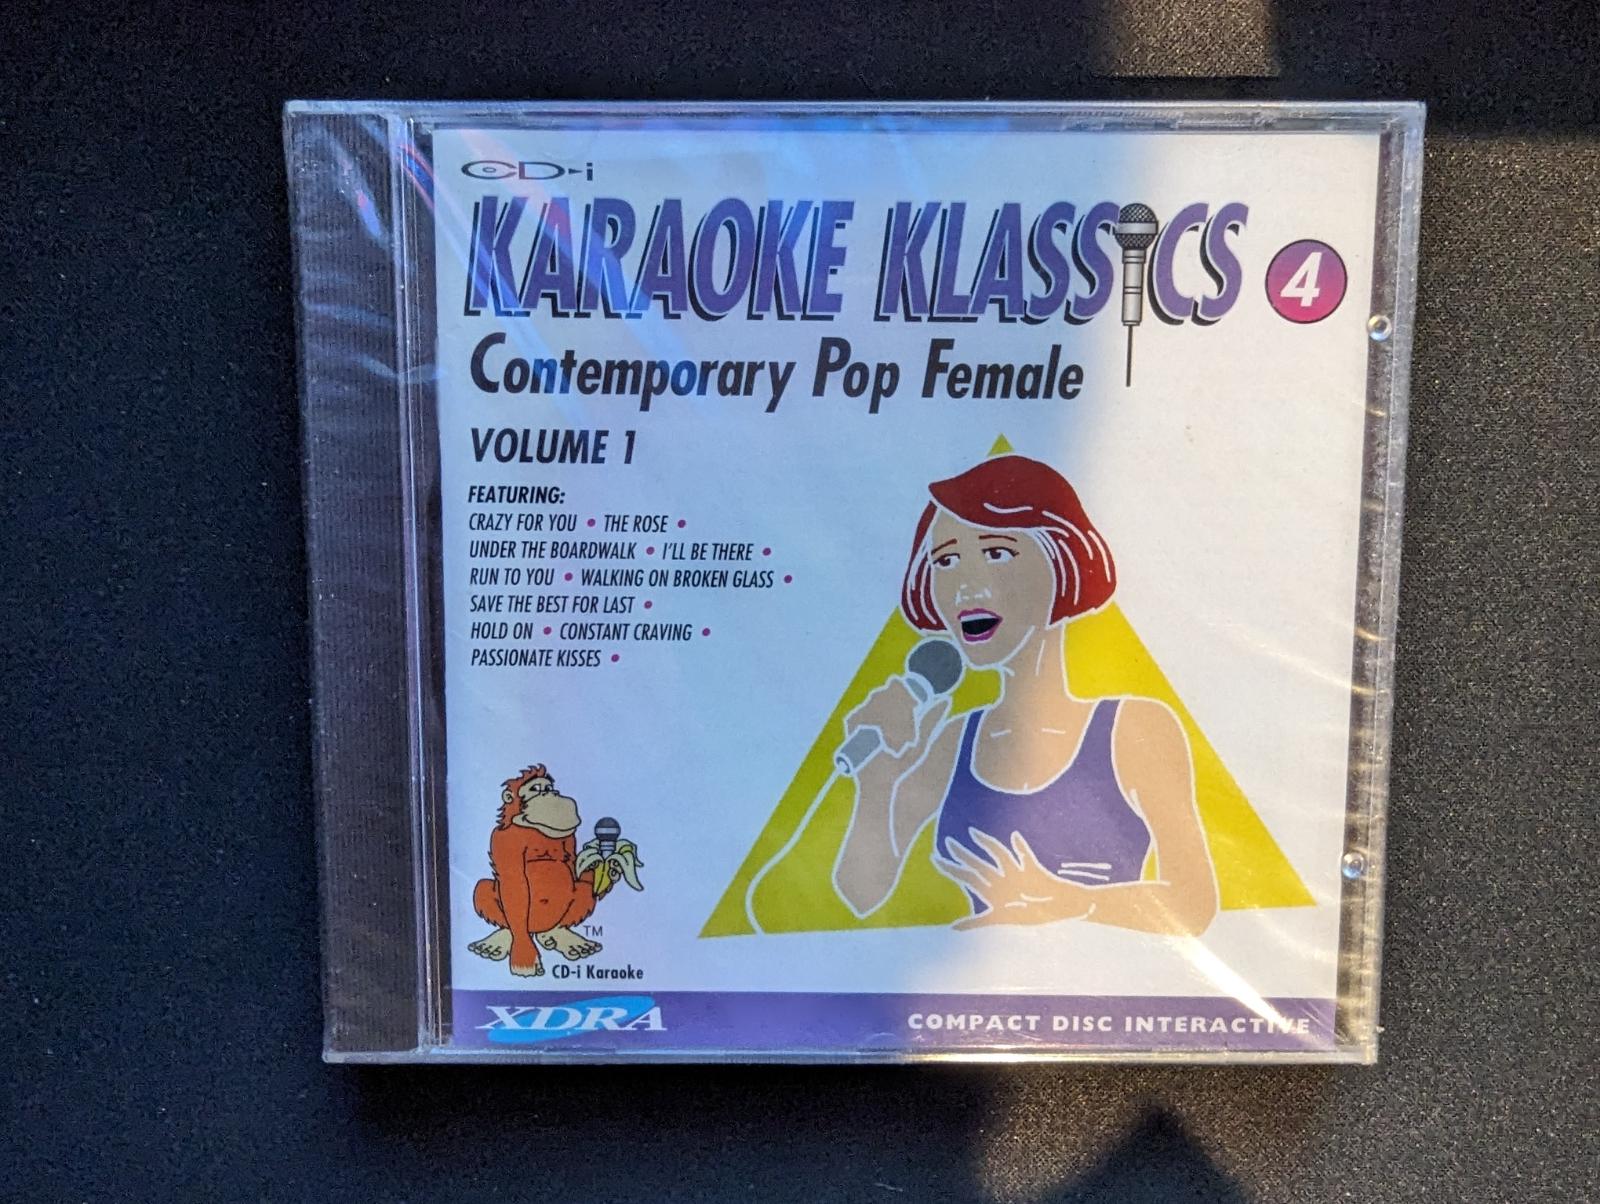 CD-i
KARAOKE KLASSICS 4
Contemporary Pop Female
VOLUME 1
FEATURING:
CRAZY FOR YOU • THE ROSE •
UNDER THE BOARDWALK • I'LL BE THERE •
RUN TO YOU • WALKING ON BROKEN GLASS •
SAVE THE BEST FOR LAST •
HOLD ON • CONSTANT CRAVING •
PASSIONATE KISSES •
TM
CD-i Karaoke
XDRA
COMPACT DISC INTERACTIVE